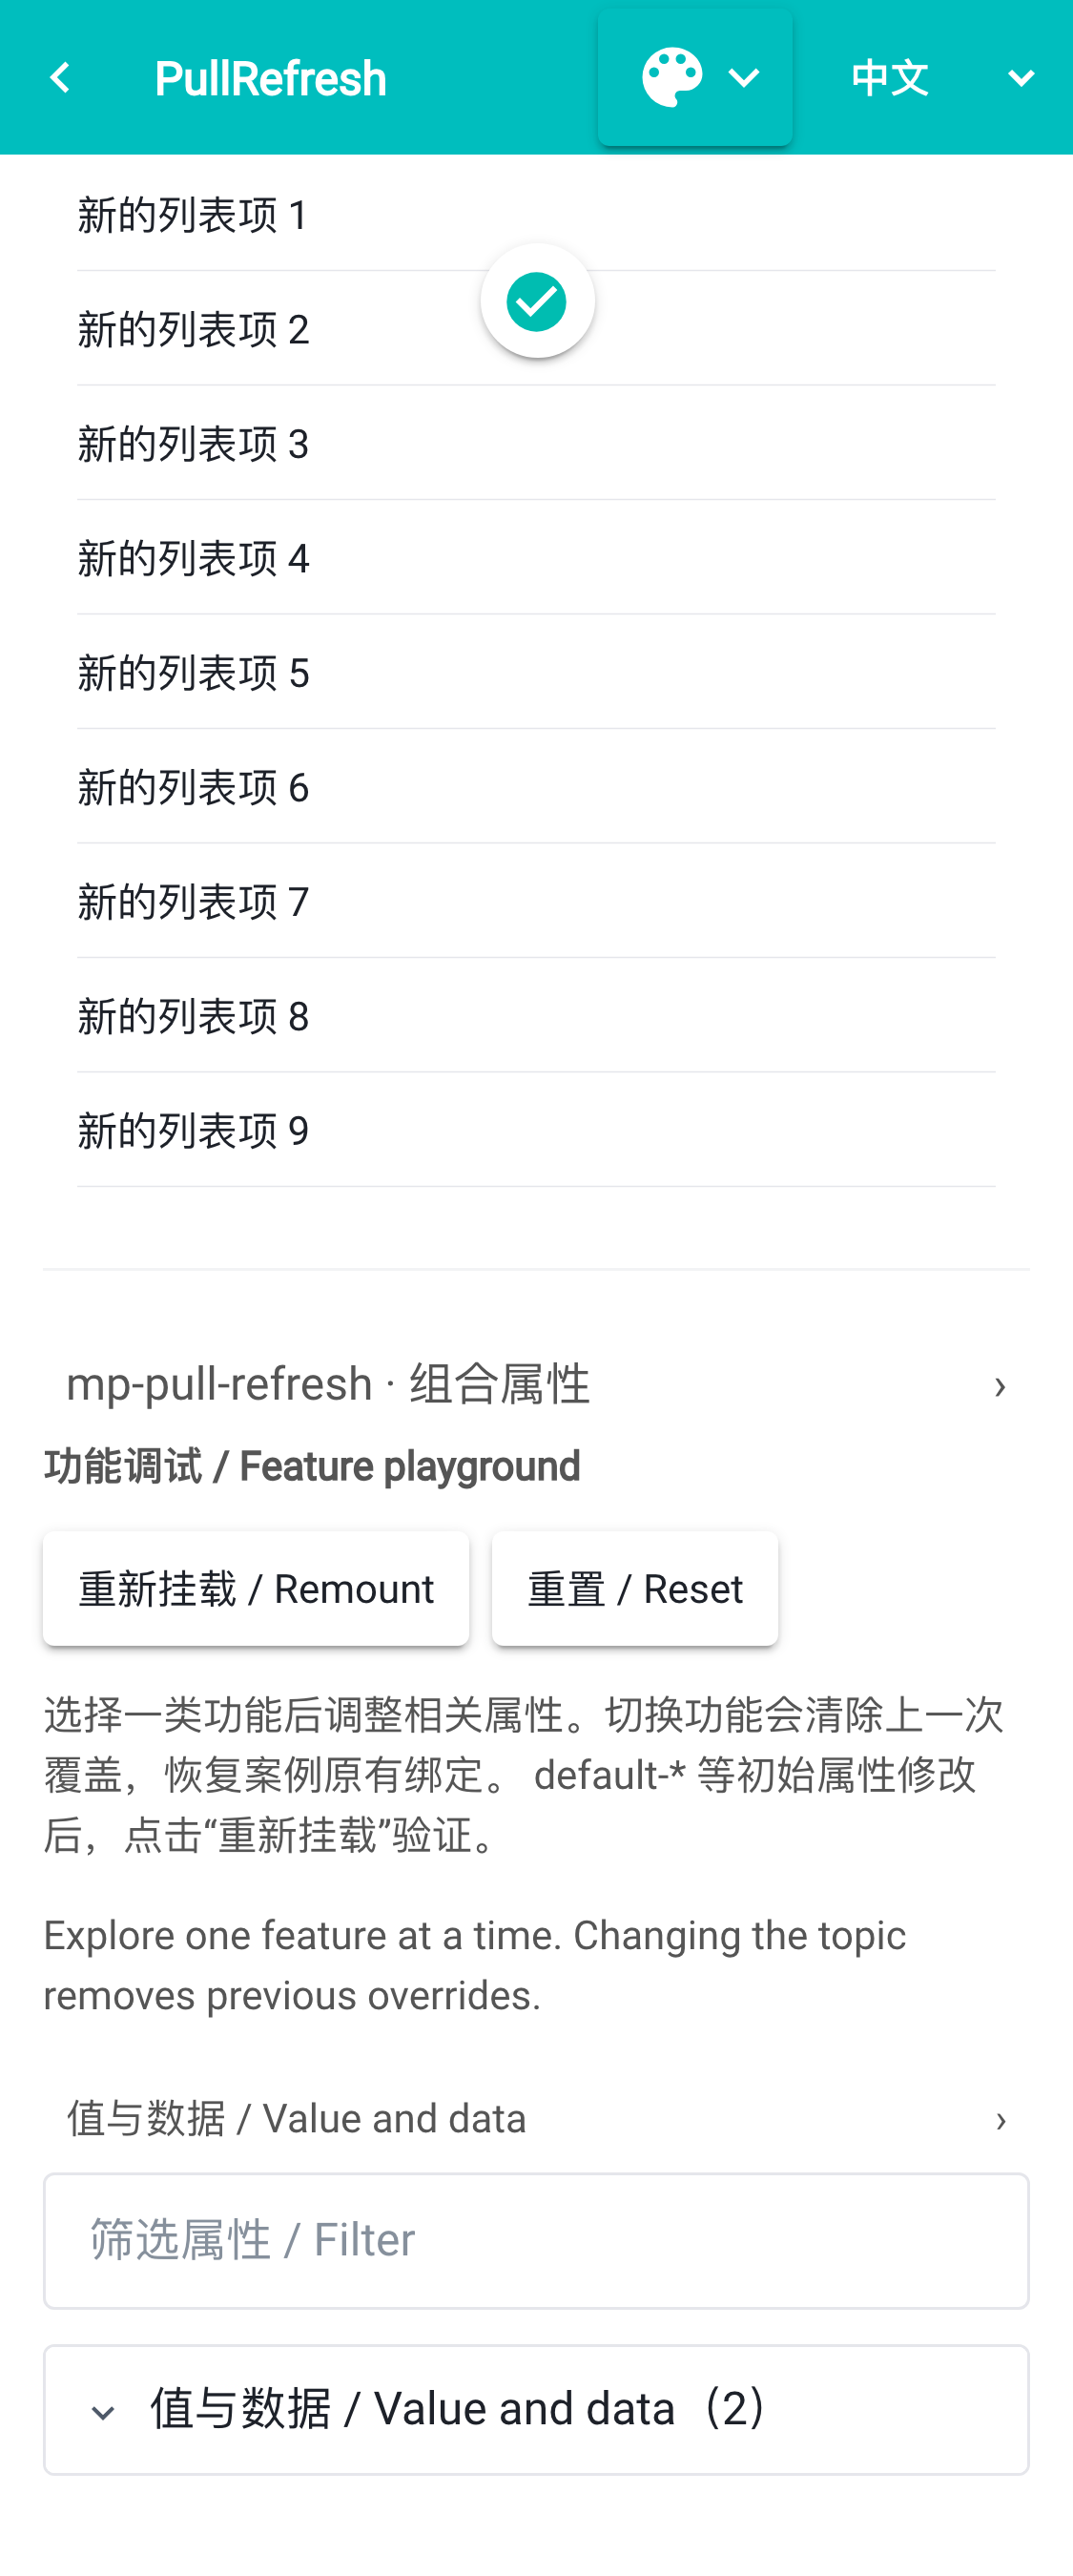 PullRefresh
中文
新的列表项 1
新的列表项 2
新的列表项 3
新的列表项 4
新的列表项 5
新的列表项 6
新的列表项 7
新的列表项 8
新的列表项 9
mp-pull-refresh · 组合属性
功能调试 / Feature playground
重新挂载 / Remount
重置 / Reset
选择一类功能后调整相关属性。切换功能会清除上一次
覆盖，恢复案例原有绑定。 default-* 等初始属性修改
后，点击“重新挂载”验证。
Explore one feature at a time. Changing the topic
removes previous overrides.
值与数据 / Value and data
筛选属性 / Filter
值与数据 / Value and data（2）